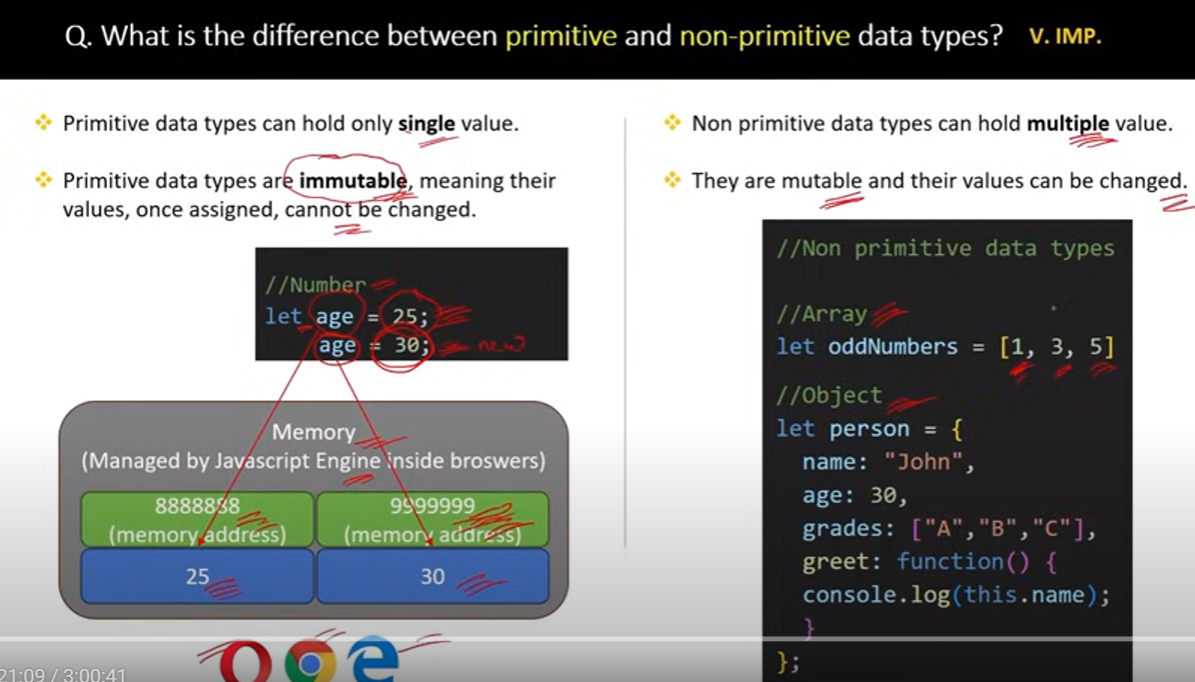 Q. What is the difference between primitive and non-primitive data types? V. IMP.
Primitive data types can hold only single value.
Primitive data types are immutable, meaning their
values, once assigned, cannot be changed.
//Number
let age = 25;
age = 30; new
Memory
(Managed by Javascript Engine inside broswers)
8888888
(memory address)
9999999
(memory address)
25
30
Non primitive data types can hold multiple value.
They are mutable and their values can be changed.
//Non primitive data types
//Array
let oddNumbers = [1, 3, 5]
//Object
let person = {
name: "John",
age: 30,
grades: ["A","B","C"],
greet: function() {
console.log(this.name);
}
};
21:09 / 3:00:41